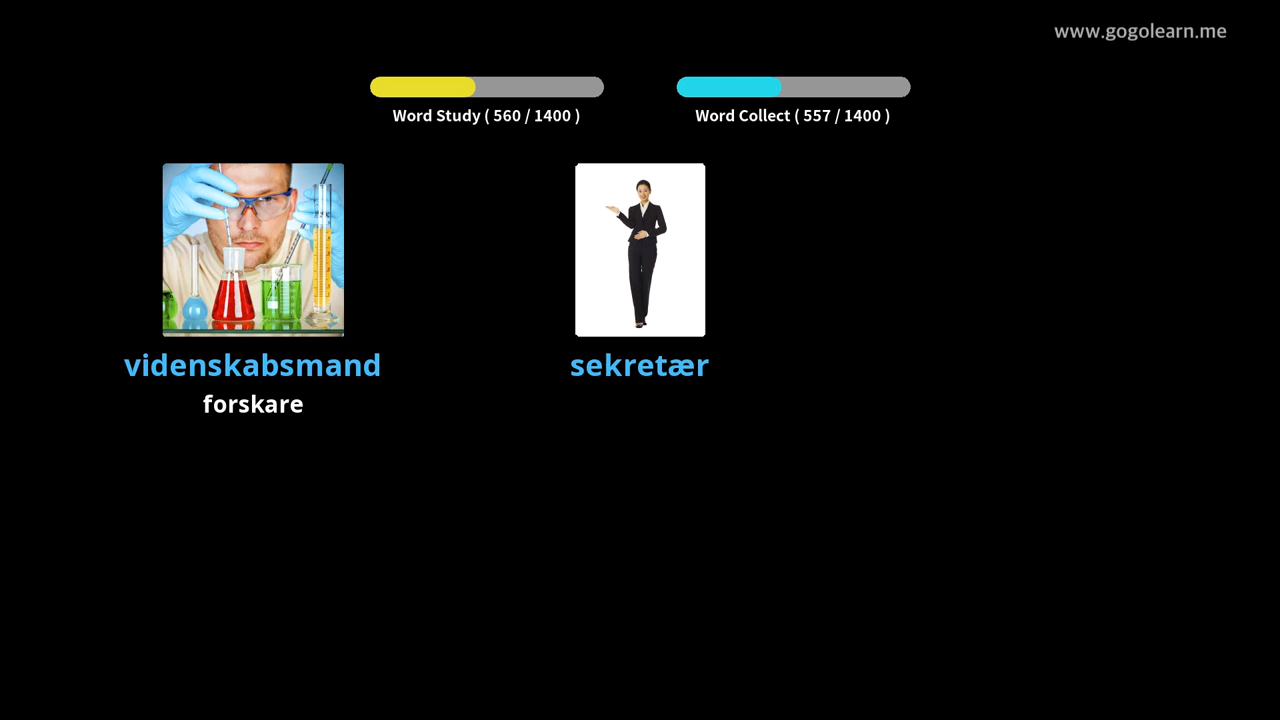 www.gogolearn.me
Word Study ( 560 / 1400 )
Word Collect ( 557 / 1400 )
videnskabsmand
forskare
sekretær